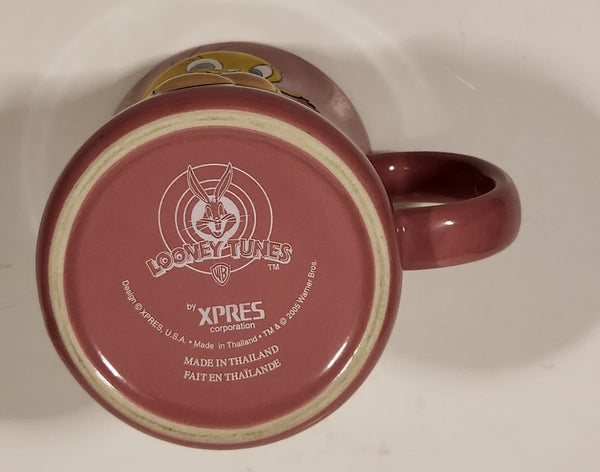 LOONEY TUNES ™
WB
by XPRES
corporation
Design © XPRES, U.S.A. • Made in Thailand • TM & © 2005 Warner Bros.
MADE IN THAILAND
FAIT EN THAÏLANDE